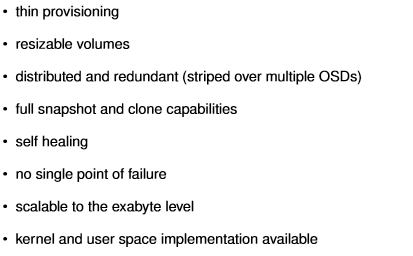 • thin provisioning
• resizable volumes
• distributed and redundant (striped over multiple OSDs)
• full snapshot and clone capabilities
• self healing
• no single point of failure
• scalable to the exabyte level
• kernel and user space implementation available